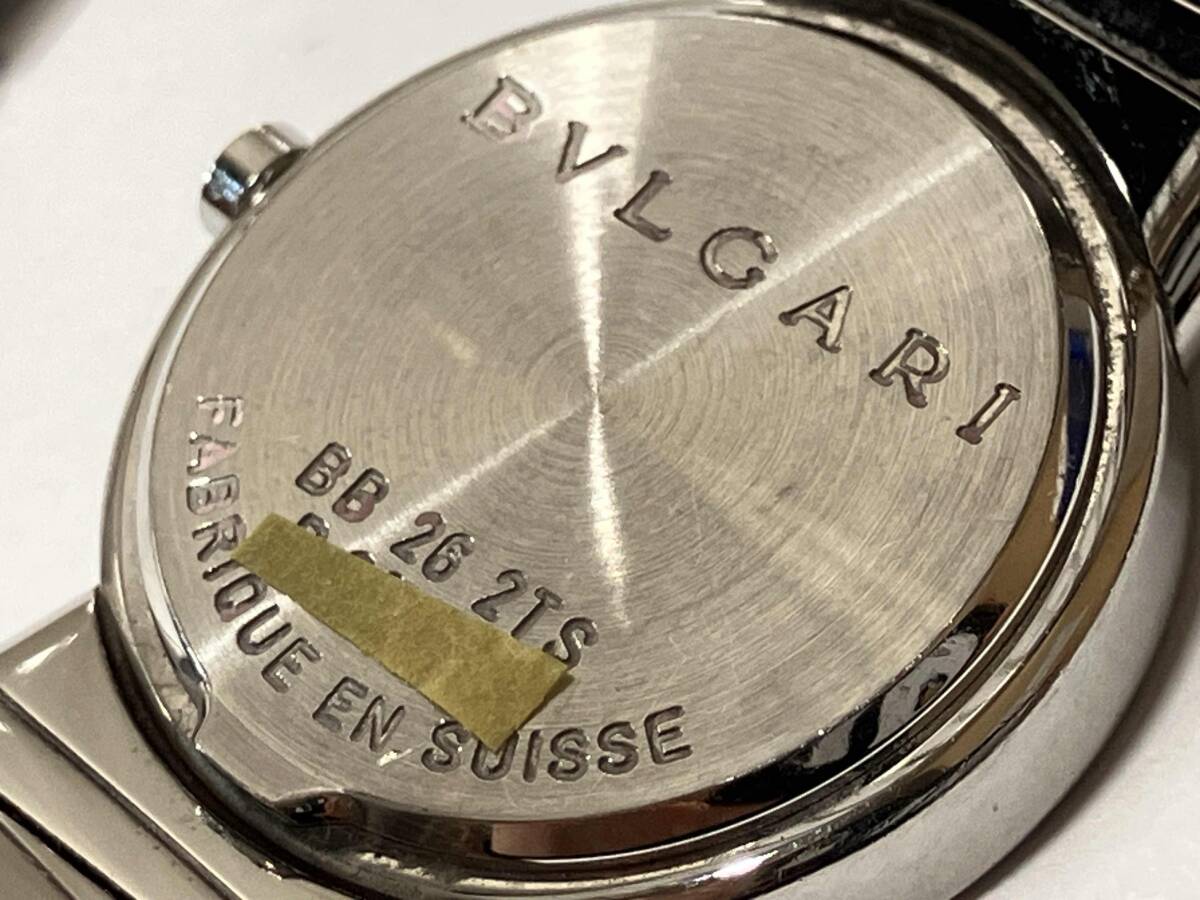 BVLGARI
BB 26 2TS
FABRIQUE EN SUISSE